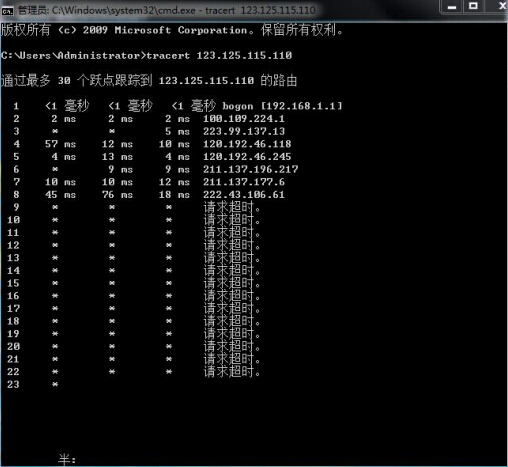 管理员: C:\Windows\system32\cmd.exe - tracert 123.125.115.110
版权所有 (c) 2009 Microsoft Corporation。保留所有权利。
C:\Users\Administrator>tracert 123.125.115.110
通过最多 30 个跃点跟踪到 123.125.115.110 的路由
1 <1 毫秒 <1 毫秒 <1 毫秒 bogon [192.168.1.1]
2 2 ms 2 ms 2 ms 100.109.224.1
3 * * 5 ms 223.99.137.13
4 57 ms 12 ms 10 ms 120.192.46.118
5 4 ms 13 ms 4 ms 120.192.46.245
6 * 9 ms 9 ms 211.137.196.217
7 10 ms 10 ms 12 ms 211.137.177.6
8 45 ms 76 ms 18 ms 222.43.106.61
9 * * * 请求超时。
10 * * * 请求超时。
11 * * * 请求超时。
12 * * * 请求超时。
13 * * * 请求超时。
14 * * * 请求超时。
15 * * * 请求超时。
16 * * * 请求超时。
17 * * * 请求超时。
18 * * * 请求超时。
19 * * * 请求超时。
20 * * * 请求超时。
21 * * * 请求超时。
22 * * * 请求超时。
23 *
半: